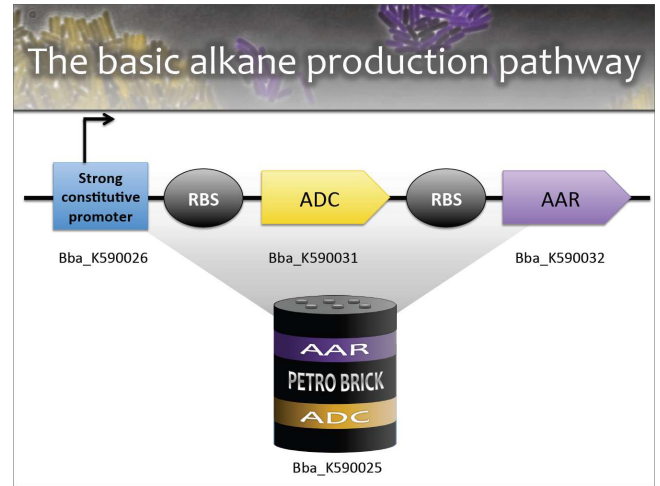 The basic alkane production pathway
Strong
constitutive
promoter
RBS
ADC
RBS
AAR
Bba_K590026
Bba_K590031
Bba_K590032
AAR
PETRO BRICK
ADC
Bba_K590025